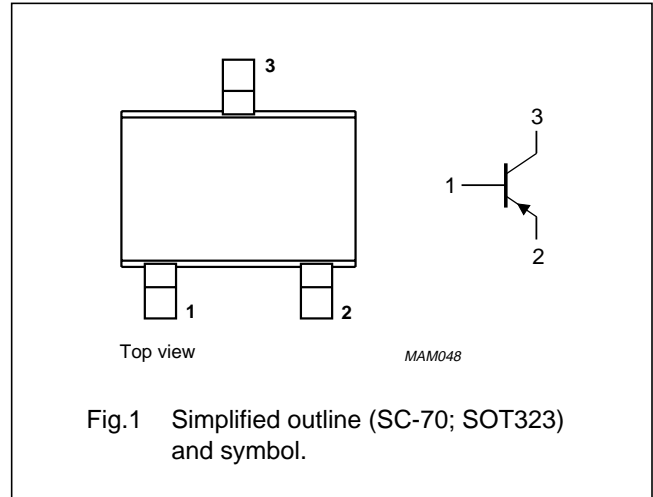 3
1
2
3
1
2
Top view
MAM048
Fig.1 Simplified outline (SC-70; SOT323)
and symbol.